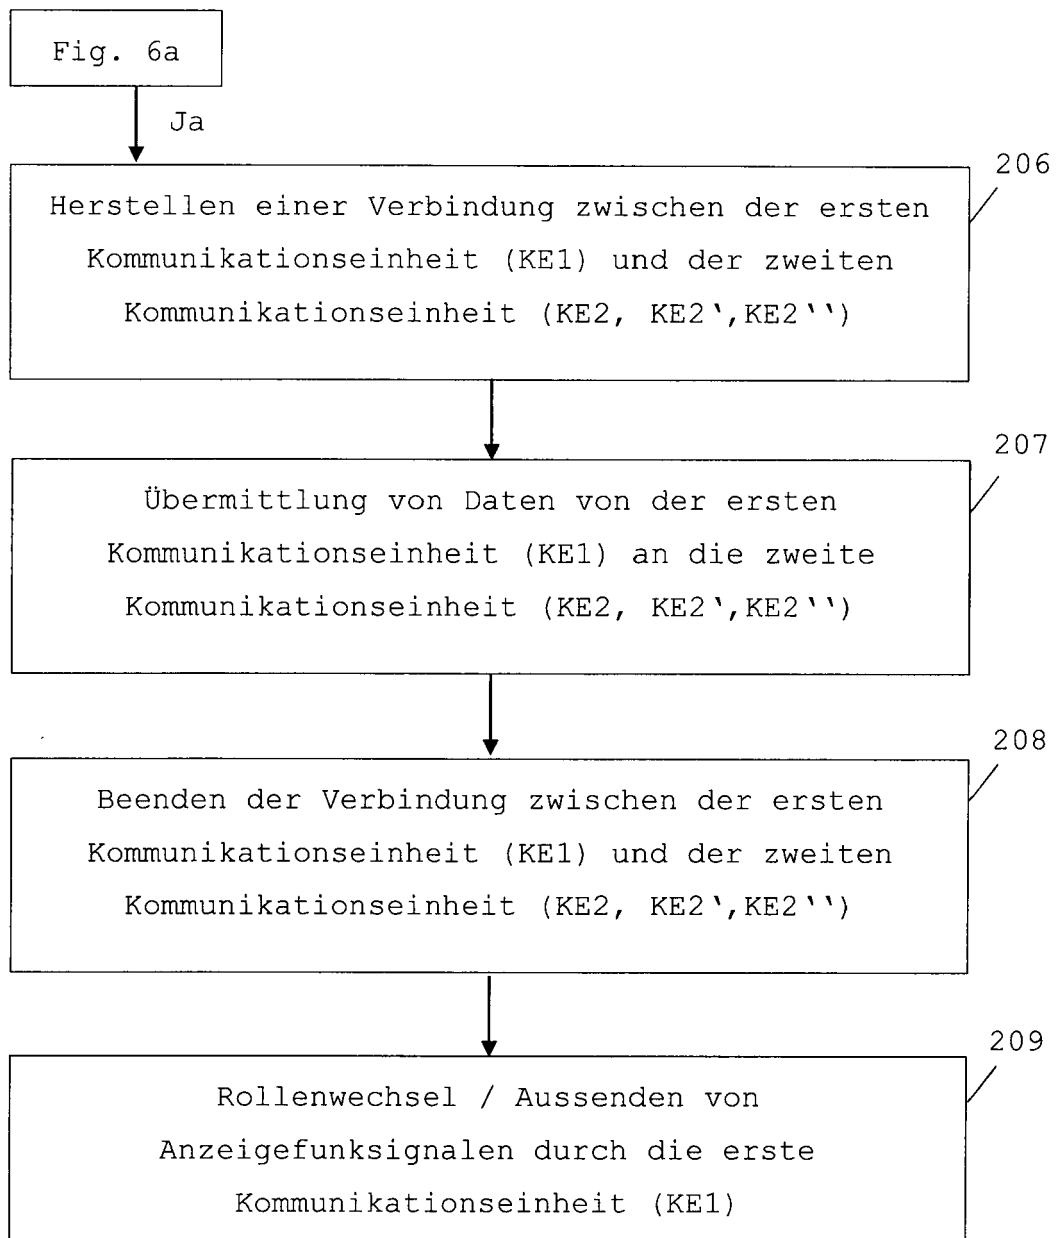 Fig. 6a
Ja
206
Herstellen einer Verbindung zwischen der ersten
Kommunikationseinheit (KE1) und der zweiten
Kommunikationseinheit (KE2, KE2‵,KE2‵‵)
207
Übermittlung von Daten von der ersten
Kommunikationseinheit (KE1) an die zweite
Kommunikationseinheit (KE2, KE2‵,KE2‵‵)
208
Beenden der Verbindung zwischen der ersten
Kommunikationseinheit (KE1) und der zweiten
Kommunikationseinheit (KE2, KE2‵,KE2‵‵)
209
Rollenwechsel / Aussenden von
Anzeigefunksignalen durch die erste
Kommunikationseinheit (KE1)